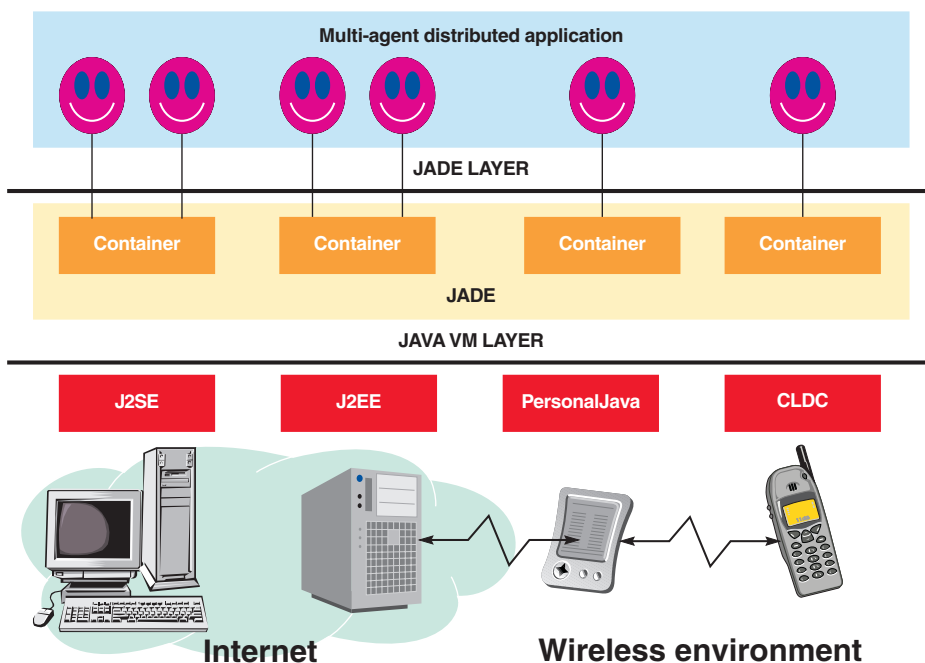 Multi-agent distributed application
JADE LAYER
Container
Container
Container
Container
JADE
JAVA VM LAYER
J2SE
J2EE
PersonalJava
CLDC
Internet
Wireless environment